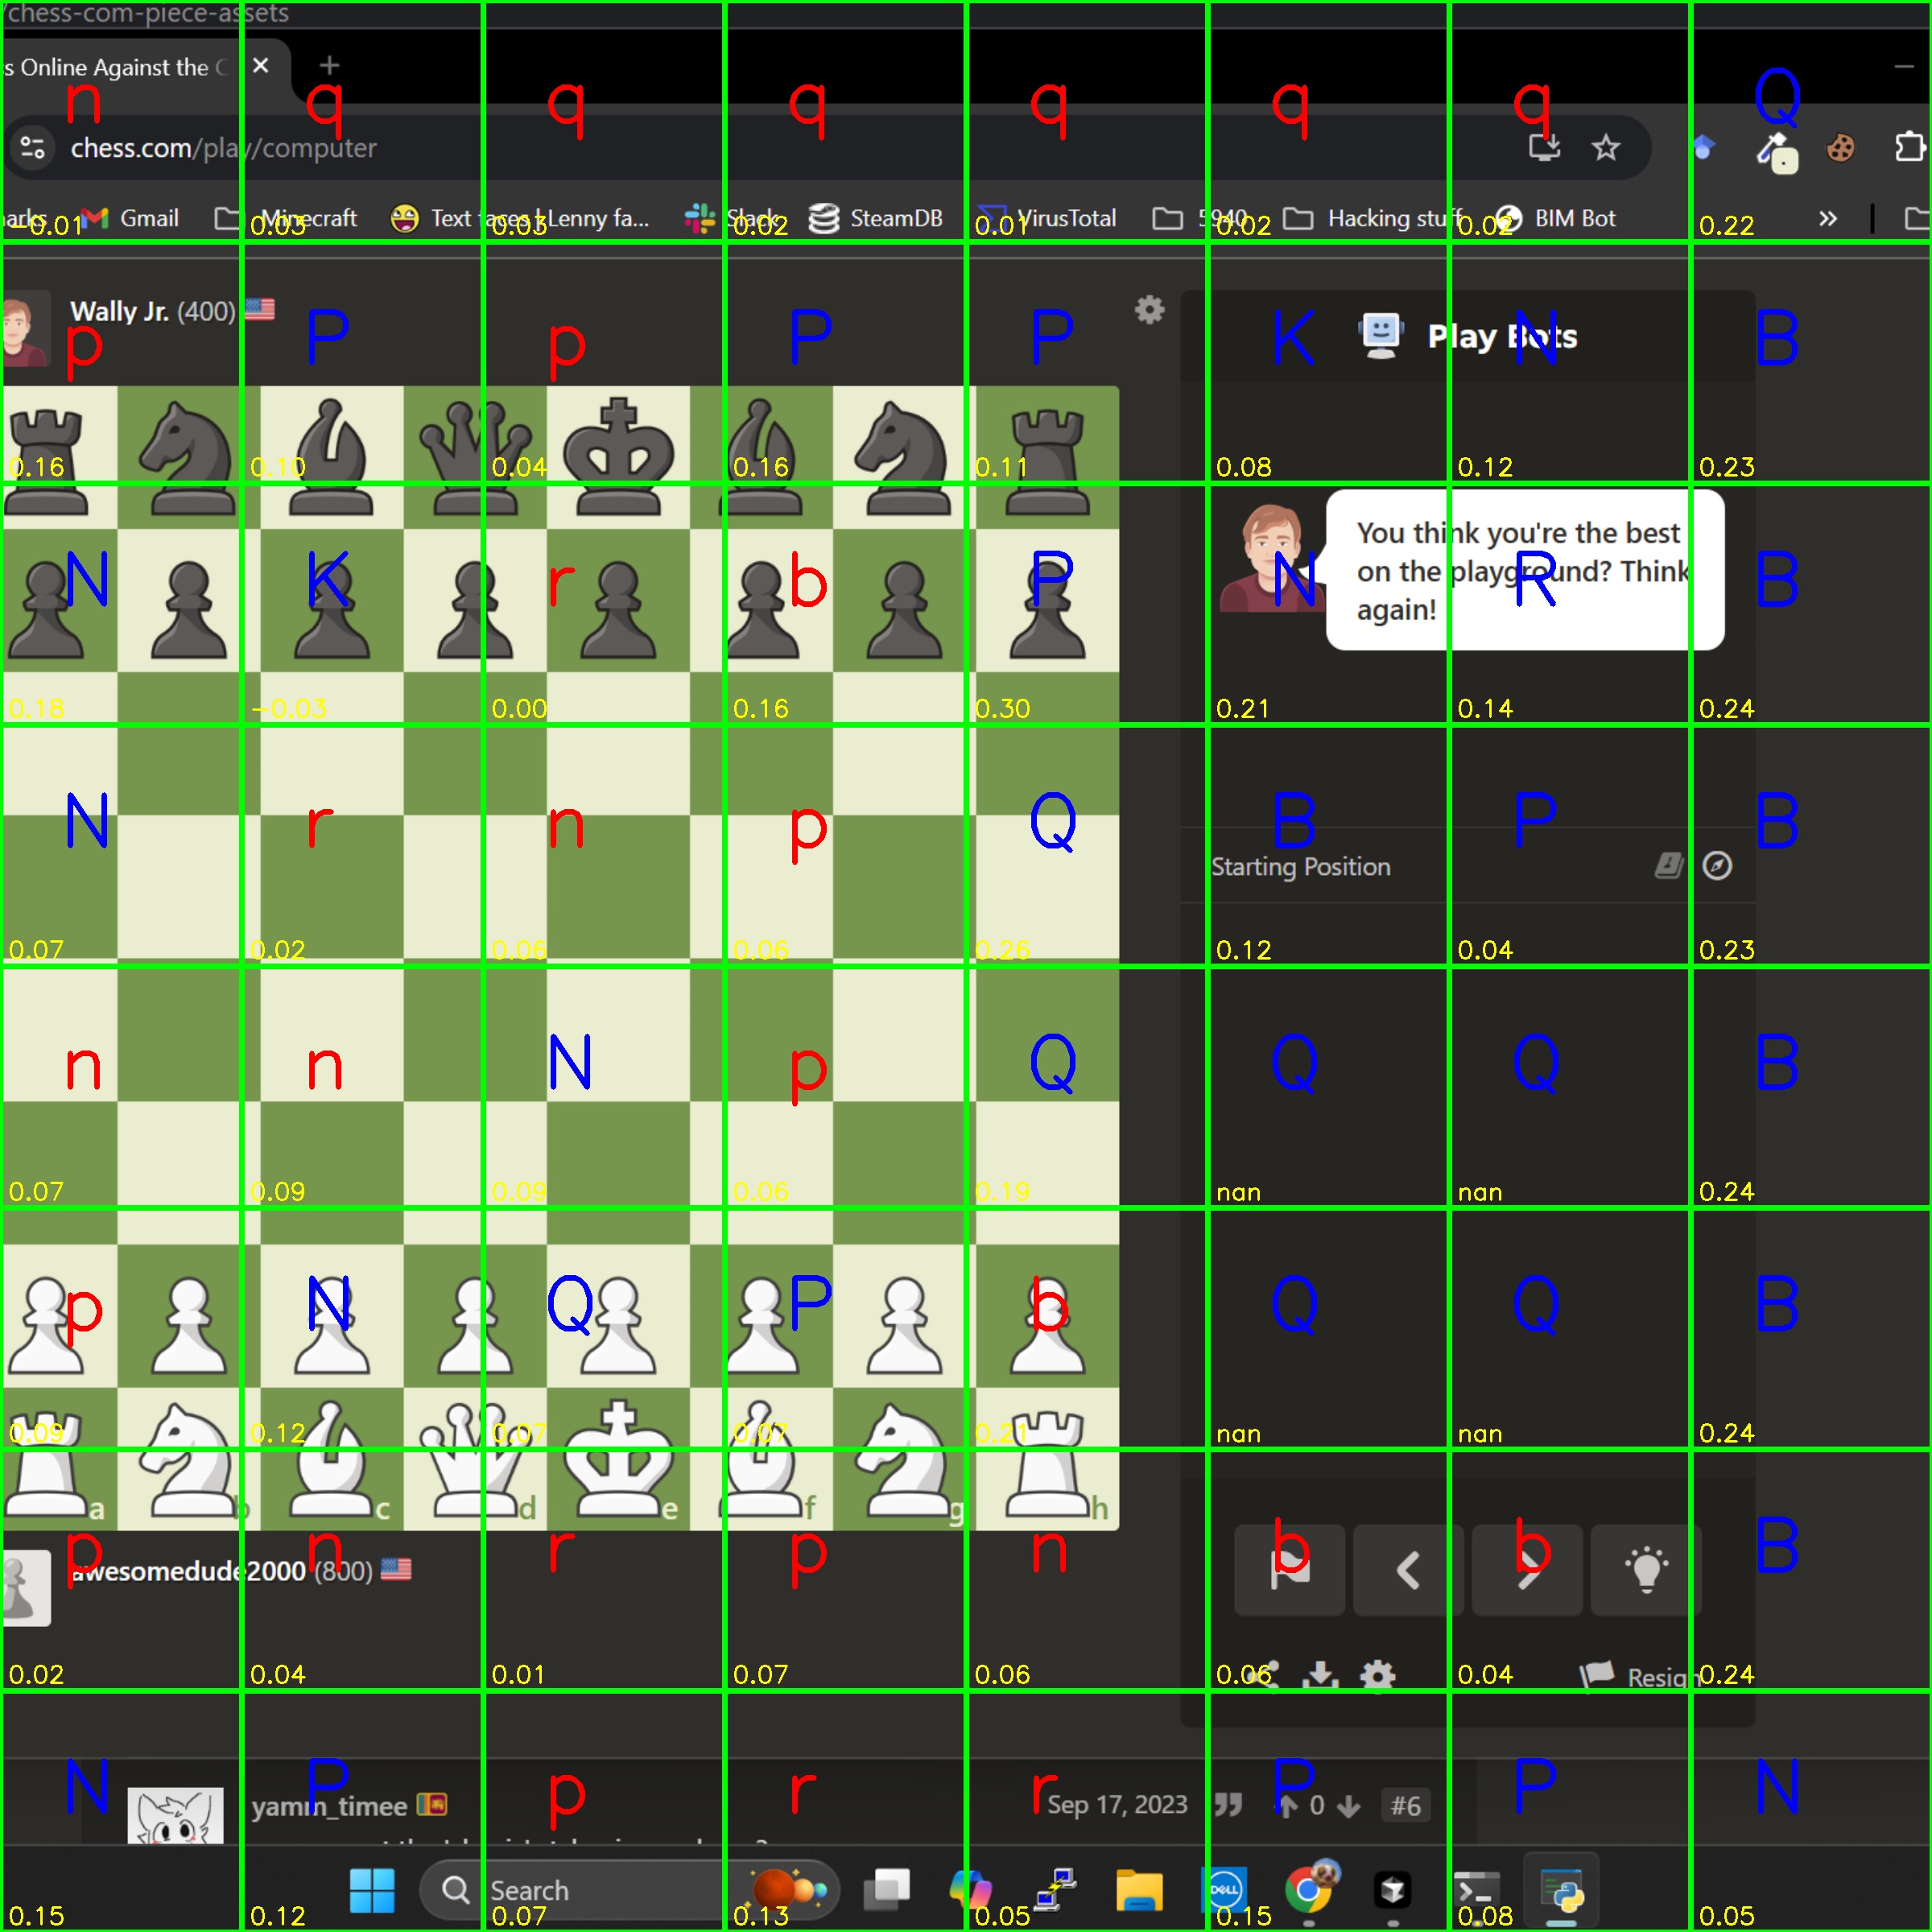 /chess-com-piece-assets
s Online Against the C
n q q q q q q Q
chess.com/play/computer
arks Gmail Minecraft Text faces | Lenny fa... Slack SteamDB VirusTotal 5940 Hacking stuff BIM Bot »
-0.01 0.03 0.03 0.02 0.01 0.02 0.02 0.22
Wally Jr. (400)
Play Bots
p P p P P K N B
0.16 0.10 0.04 0.16 0.11 0.08 0.12 0.23
You think you're the best
on the playground? Think
again!
N K r b P N R B
0.18 -0.03 0.00 0.16 0.30 0.21 0.14 0.24
N r n p Q B P B
Starting Position
0.07 0.02 0.06 0.06 0.26 0.12 0.04 0.23
n n N p Q Q Q B
0.07 0.09 0.09 0.06 0.19 nan nan 0.24
p N Q P b Q Q B
0.09 0.12 0.07 0.07 0.21 nan nan 0.24
a b c d e f g h
p n r p n b b B
awesomedude2000 (800)
0.02 0.04 0.01 0.07 0.06 0.06 0.04 0.24
Resign
N P p r r P P N
yamm_timee
Sep 17, 2023 0 #6
Search
DELL
0.15 0.12 0.07 0.13 0.05 0.15 0.08 0.05